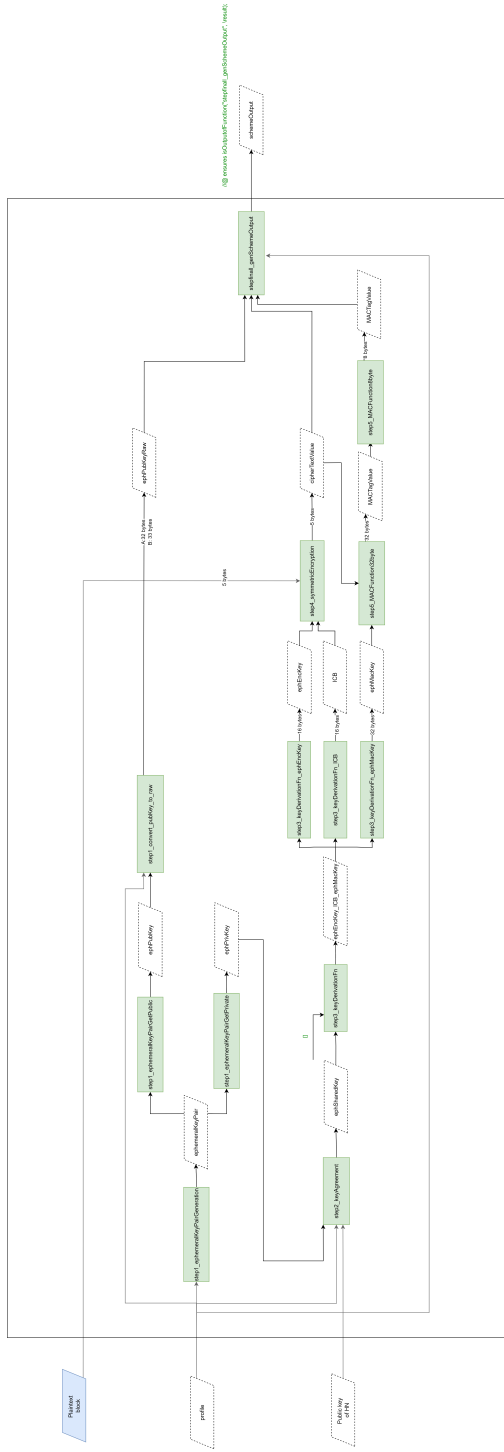 Plaintext
block
profile
Public key
of HN
step1_ephemeralKeyPairGeneration
ephemeralKeyPair
step1_ephemeralKeyPairGetPublic
step1_ephemeralKeyPairGetPrivate
ephPubKey
ephPrivKey
step1_convert_pubKey_to_raw
A:32 bytes
B: 33 bytes
ephPubKeyRaw
step2_keyAgreement
ephSharedKey
[]
step3_keyDerivationFn
ephEncKey_ICB_ephMacKey
step3_keyDerivationFn_ephEncKey
step3_keyDerivationFn_ICB
step3_keyDerivationFn_ephMacKey
16 bytes
16 bytes
32 bytes
ephEncKey
ICB
ephMacKey
5 bytes
step4_symmetricEncryption
5 bytes
cipherTextValue
step5_MACFunction32byte
32 bytes
MACTagValue
step5_MACFunction8byte
8 bytes
MACTagValue
stepfinall_genSchemeOutput
schemeOutput
//@ ensures isOutputofFunction("stepfinall_genSchemeOutput", \result);